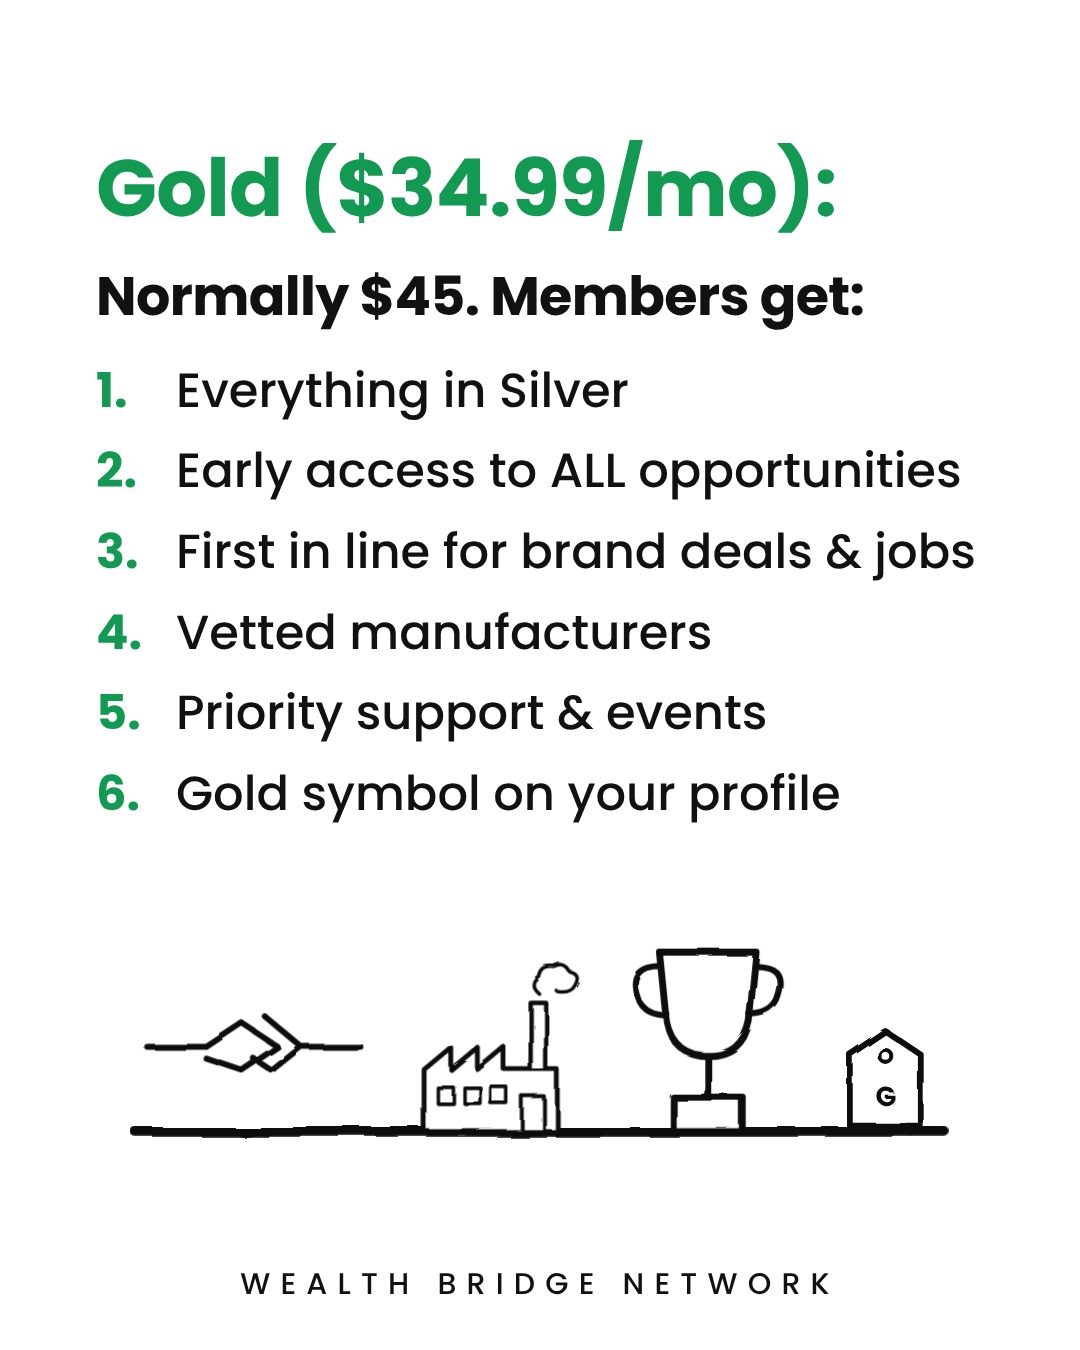 Gold ($34.99/mo):
Normally $45. Members get:
1. Everything in Silver
2. Early access to ALL opportunities
3. First in line for brand deals & jobs
4. Vetted manufacturers
5. Priority support & events
6. Gold symbol on your profile
G
WEALTH BRIDGE NETWORK